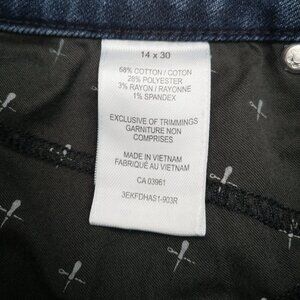 14 x 30
68% COTTON / COTON
28% POLYESTER
3% RAYON / RAYONNE
1% SPANDEX
EXCLUSIVE OF TRIMMINGS
GARNITURE NON
COMPRISES
MADE IN VIETNAM
FABRIQUÉ AU VIETNAM
CA 03961
3EKFDHAS1-903R